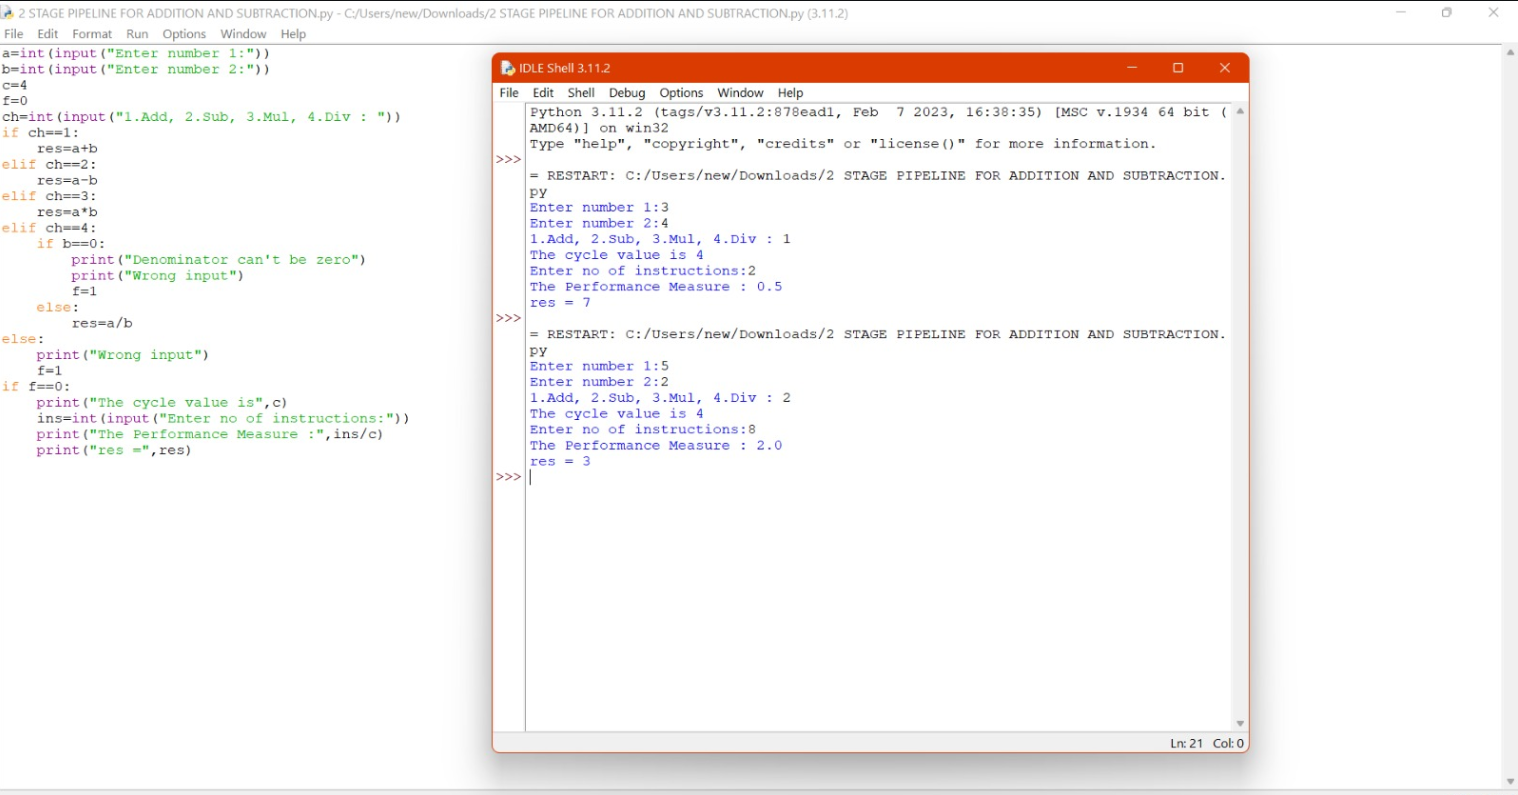 2 STAGE PIPELINE FOR ADDITION AND SUBTRACTION.py - C:/Users/new/Downloads/2 STAGE PIPELINE FOR ADDITION AND SUBTRACTION.py (3.11.2)
File Edit Format Run Options Window Help
a=int(input("Enter number 1:"))
b=int(input("Enter number 2:"))
c=4
f=0
ch=int(input("1.Add, 2.Sub, 3.Mul, 4.Div : "))
if ch==1:
    res=a+b
elif ch==2:
    res=a-b
elif ch==3:
    res=a*b
elif ch==4:
    if b==0:
        print("Denominator can't be zero")
        print("Wrong input")
        f=1
    else:
        res=a/b
else:
    print("Wrong input")
    f=1
if f==0:
    print("The cycle value is",c)
    ins=int(input("Enter no of instructions:"))
    print("The Performance Measure :",ins/c)
    print("res =",res)
IDLE Shell 3.11.2
File Edit Shell Debug Options Window Help
Python 3.11.2 (tags/v3.11.2:878ead1, Feb  7 2023, 16:38:35) [MSC v.1934 64 bit (
AMD64)] on win32
Type "help", "copyright", "credits" or "license()" for more information.
>>>
= RESTART: C:/Users/new/Downloads/2 STAGE PIPELINE FOR ADDITION AND SUBTRACTION.
py
Enter number 1:3
Enter number 2:4
1.Add, 2.Sub, 3.Mul, 4.Div : 1
The cycle value is 4
Enter no of instructions:2
The Performance Measure : 0.5
res = 7
>>>
= RESTART: C:/Users/new/Downloads/2 STAGE PIPELINE FOR ADDITION AND SUBTRACTION.
py
Enter number 1:5
Enter number 2:2
1.Add, 2.Sub, 3.Mul, 4.Div : 2
The cycle value is 4
Enter no of instructions:8
The Performance Measure : 2.0
res = 3
>>>
Ln: 21 Col: 0